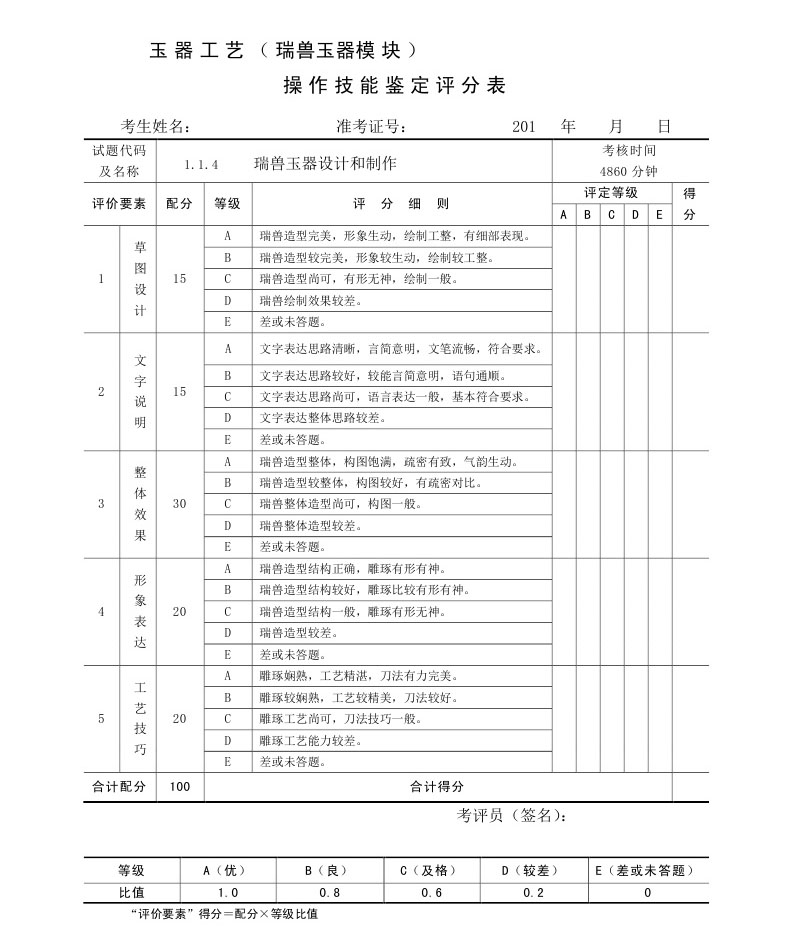 玉器工艺（瑞兽玉器模块）
操作技能鉴定评分表
考生姓名： 准考证号： 201 年 月 日
试题代码及名称 1.1.4 瑞兽玉器设计和制作 考核时间 4860 分钟
评价要素 配分 等级 评分细则 评定等级 得分
A B C D E
1 草图设计 15
A 瑞兽造型完美，形象生动，绘制工整，有细部表现。
B 瑞兽造型较完美，形象较生动，绘制较工整。
C 瑞兽造型尚可，有形无神，绘制一般。
D 瑞兽绘制效果较差。
E 差或未答题。
2 文字说明 15
A 文字表达思路清晰，言简意明，文笔流畅，符合要求。
B 文字表达思路较好，较能言简意明，语句通顺。
C 文字表达思路尚可，语言表达一般，基本符合要求。
D 文字表达整体思路较差。
E 差或未答题。
3 整体效果 30
A 瑞兽造型整体，构图饱满，疏密有致，气韵生动。
B 瑞兽造型较整体，构图较好，有疏密对比。
C 瑞兽整体造型尚可，构图一般。
D 瑞兽整体造型较差。
E 差或未答题。
4 形象表达 20
A 瑞兽造型结构正确，雕琢有形有神。
B 瑞兽造型结构较好，雕琢比较有形有神。
C 瑞兽造型结构一般，雕琢有形无神。
D 瑞兽造型较差。
E 差或未答题。
5 工艺技巧 20
A 雕琢娴熟，工艺精湛，刀法有力完美。
B 雕琢较娴熟，工艺较精美，刀法较好。
C 雕琢工艺尚可，刀法技巧一般。
D 雕琢工艺能力较差。
E 差或未答题。
合计配分 100 合计得分
考评员（签名）：
等级 A（优） B（良） C（及格） D（较差） E（差或未答题）
比值 1.0 0.8 0.6 0.2 0
“评价要素”得分＝配分×等级比值